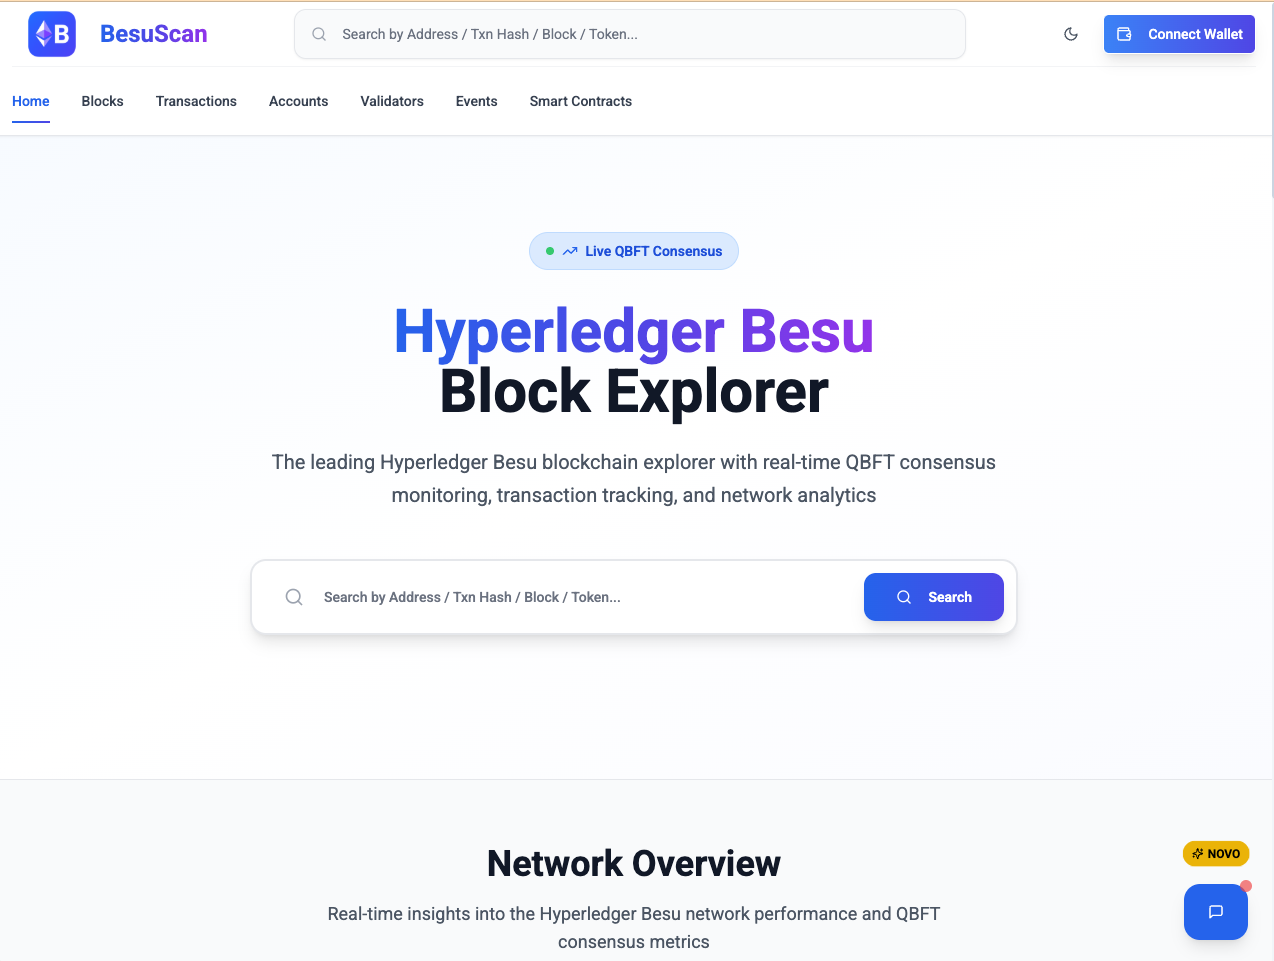 B
BesuScan
Search by Address / Txn Hash / Block / Token...
Connect Wallet
Home
Blocks
Transactions
Accounts
Validators
Events
Smart Contracts
Live QBFT Consensus
Hyperledger Besu
Block Explorer
The leading Hyperledger Besu blockchain explorer with real-time QBFT consensus
monitoring, transaction tracking, and network analytics
Search by Address / Txn Hash / Block / Token...
Search
Network Overview
Real-time insights into the Hyperledger Besu network performance and QBFT
consensus metrics
NOVO